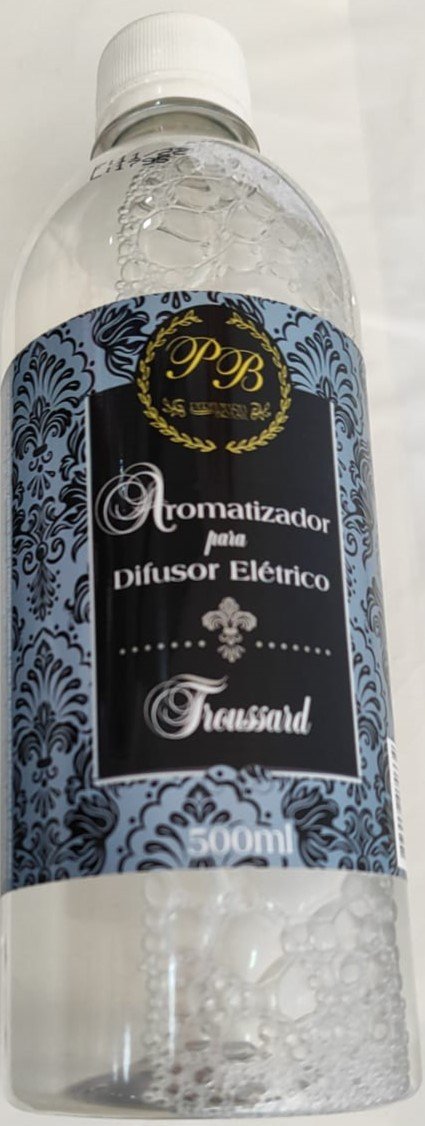 PB
Aromatizador
para
Difusor Elétrico
Troussard
500ml